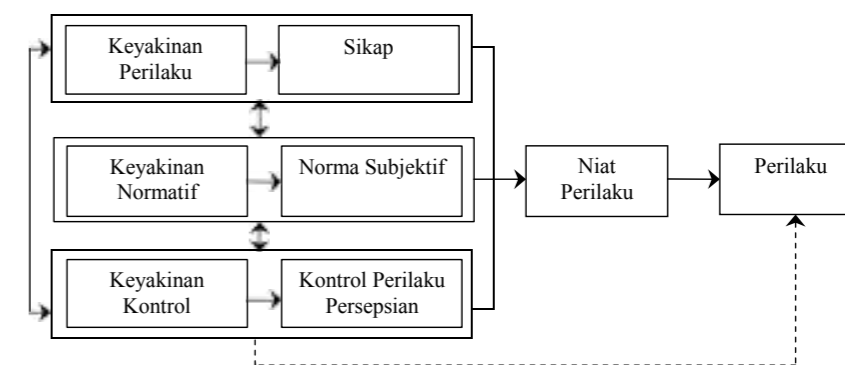 Keyakinan
Perilaku
Sikap
Keyakinan
Normatif
Norma Subjektif
Niat
Perilaku
Perilaku
Keyakinan
Kontrol
Kontrol Perilaku
Persepsian